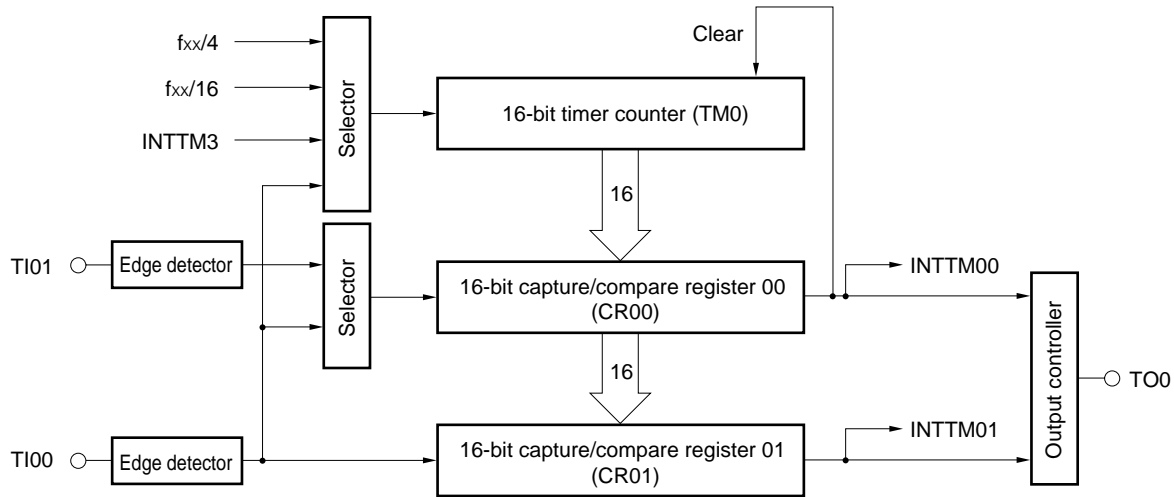 Clear
fxx/4
fxx/16
INTTM3
Selector
16-bit timer counter (TM0)
16
TI01
Edge detector
Selector
16-bit capture/compare register 00
(CR00)
INTTM00
16
Output controller
TO0
TI00
Edge detector
16-bit capture/compare register 01
(CR01)
INTTM01